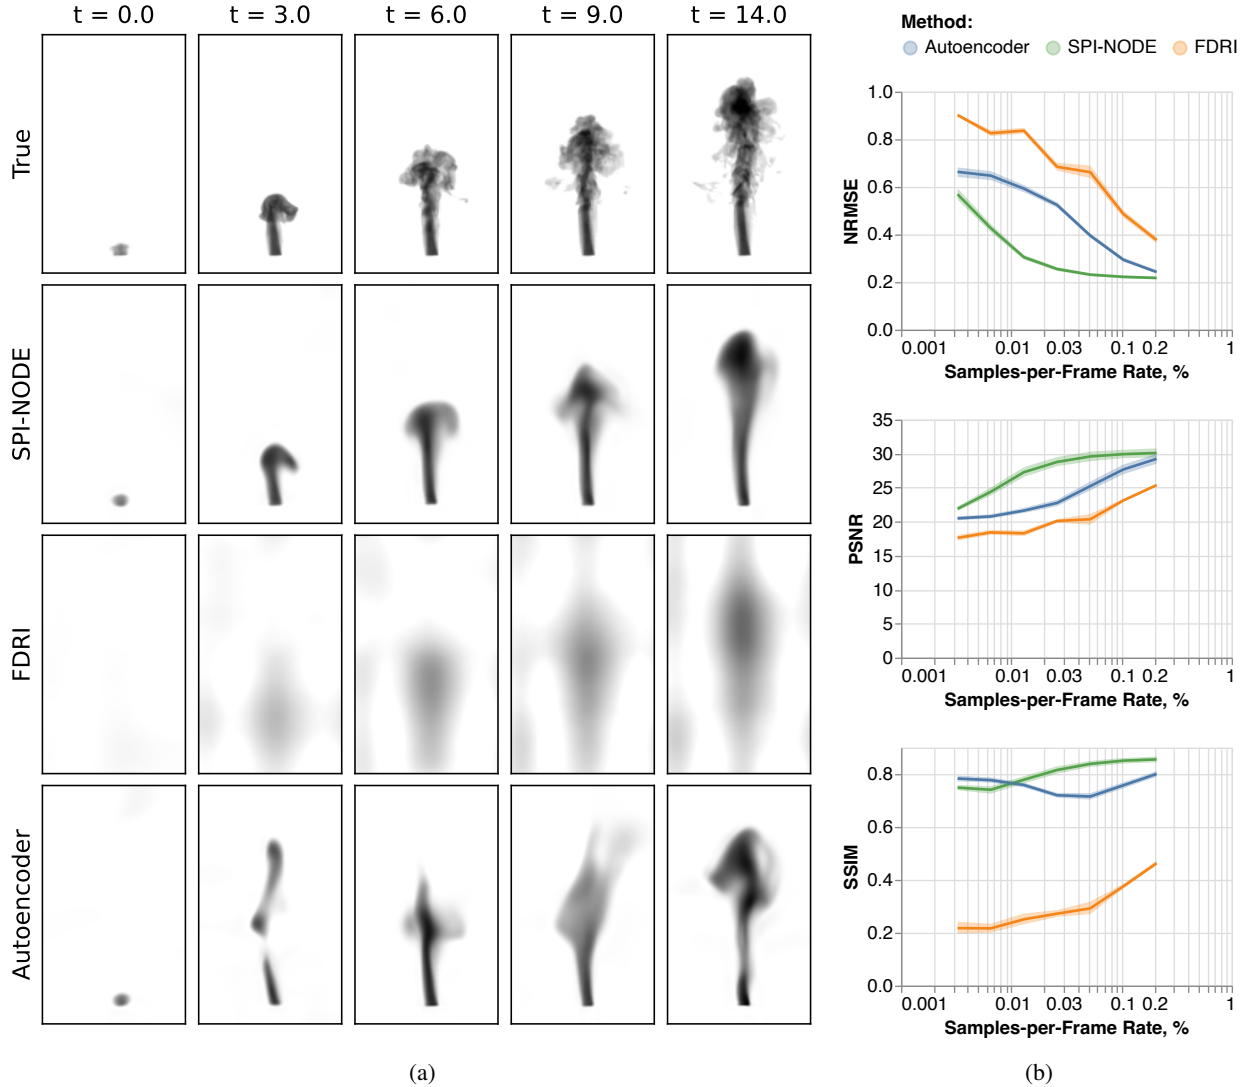 t = 0.0 t = 3.0 t = 6.0 t = 9.0 t = 14.0
True
SPI-NODE
FDRI
Autoencoder
(a)
Method:
Autoencoder SPI-NODE FDRI
1.0
0.8
0.6
0.4
0.2
0.0
NRMSE
0.001 0.01 0.03 0.1 0.2 1
Samples-per-Frame Rate, %
35
30
25
20
15
10
5
0
PSNR
0.001 0.01 0.03 0.1 0.2 1
Samples-per-Frame Rate, %
0.8
0.6
0.4
0.2
0.0
SSIM
0.001 0.01 0.03 0.1 0.2 1
Samples-per-Frame Rate, %
(b)